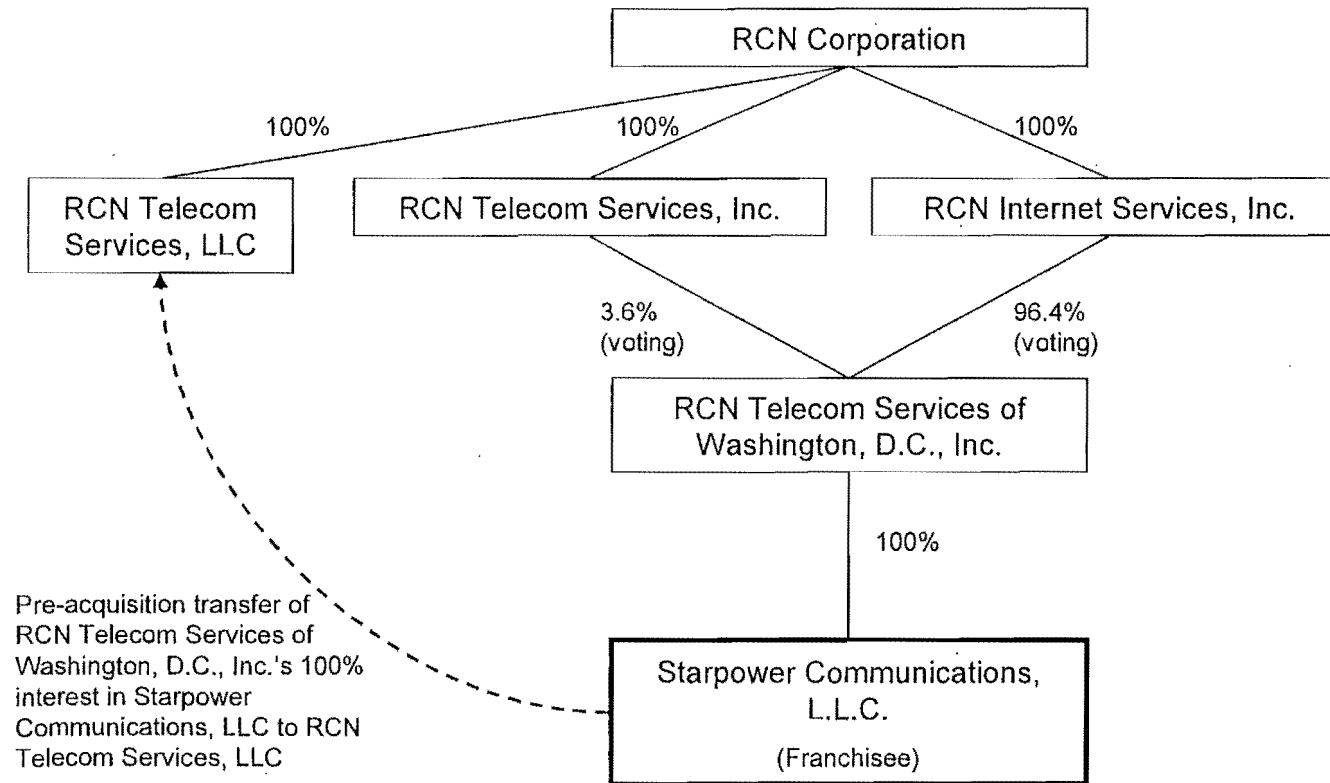 RCN Corporation
100%
100%
100%
RCN Telecom
Services, LLC
RCN Telecom Services, Inc.
RCN Internet Services, Inc.
3.6%
(voting)
96.4%
(voting)
RCN Telecom Services of
Washington, D.C., Inc.
100%
Pre-acquisition transfer of
RCN Telecom Services of
Washington, D.C., Inc.'s 100%
interest in Starpower
Communications, LLC to RCN
Telecom Services, LLC
Starpower Communications,
L.L.C.
(Franchisee)